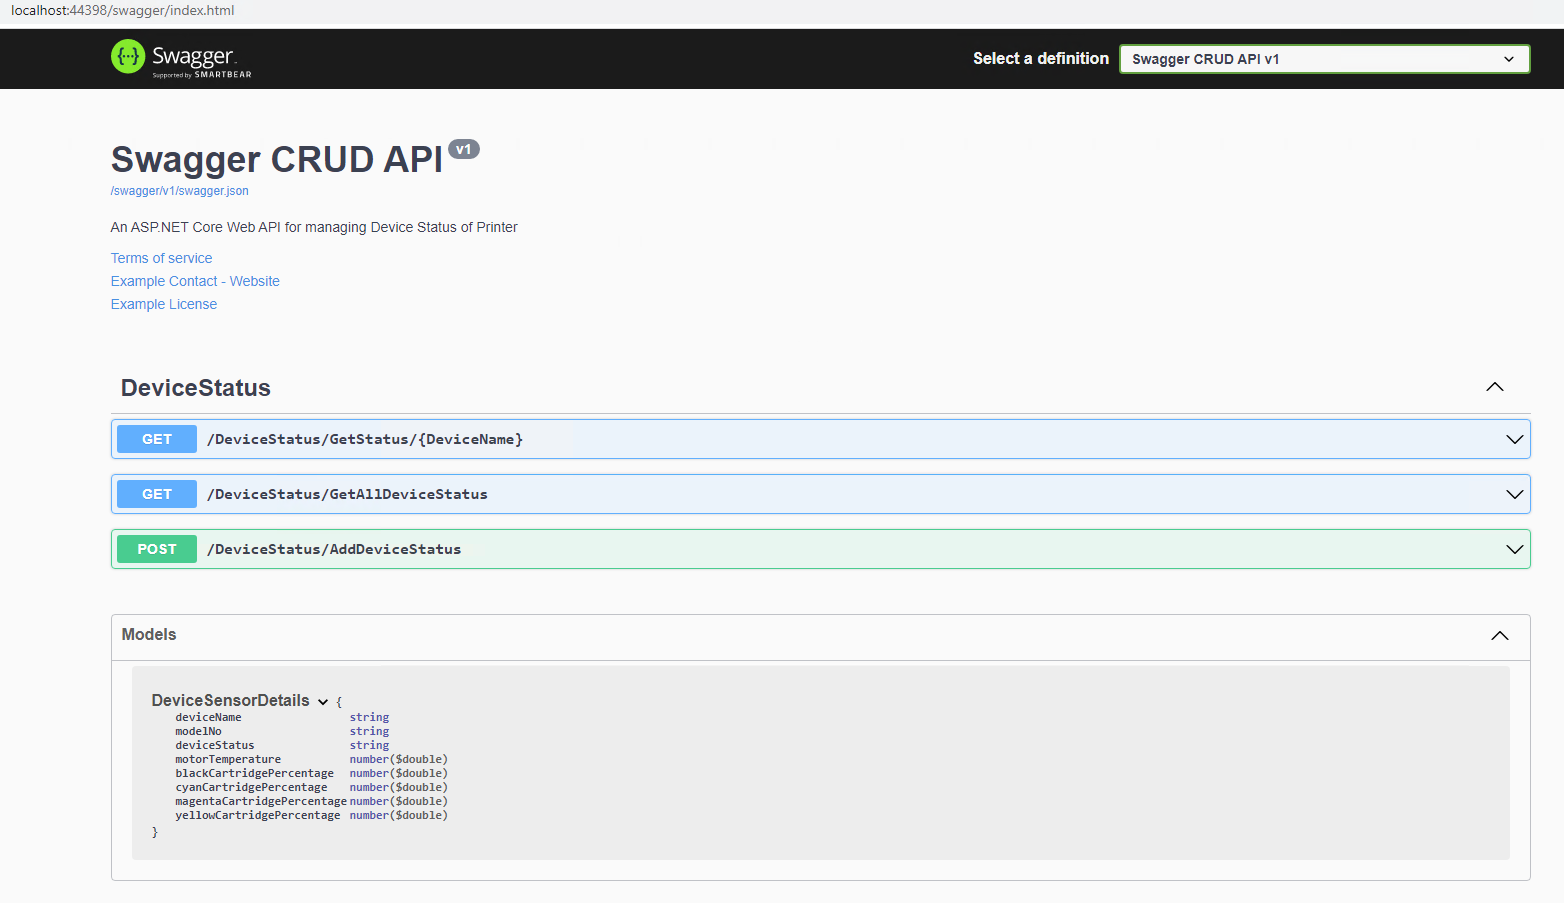 localhost:44398/swagger/index.html
{···} Swagger.
Supported by SMARTBEAR
Select a definition
Swagger CRUD API v1
Swagger CRUD API v1
/swagger/v1/swagger.json
An ASP.NET Core Web API for managing Device Status of Printer
Terms of service
Example Contact - Website
Example License
DeviceStatus
GET /DeviceStatus/GetStatus/{DeviceName}
GET /DeviceStatus/GetAllDeviceStatus
POST /DeviceStatus/AddDeviceStatus
Models
DeviceSensorDetails {
deviceName string
modelNo string
deviceStatus string
motorTemperature number($double)
blackCartridgePercentage number($double)
cyanCartridgePercentage number($double)
magentaCartridgePercentage number($double)
yellowCartridgePercentage number($double)
}